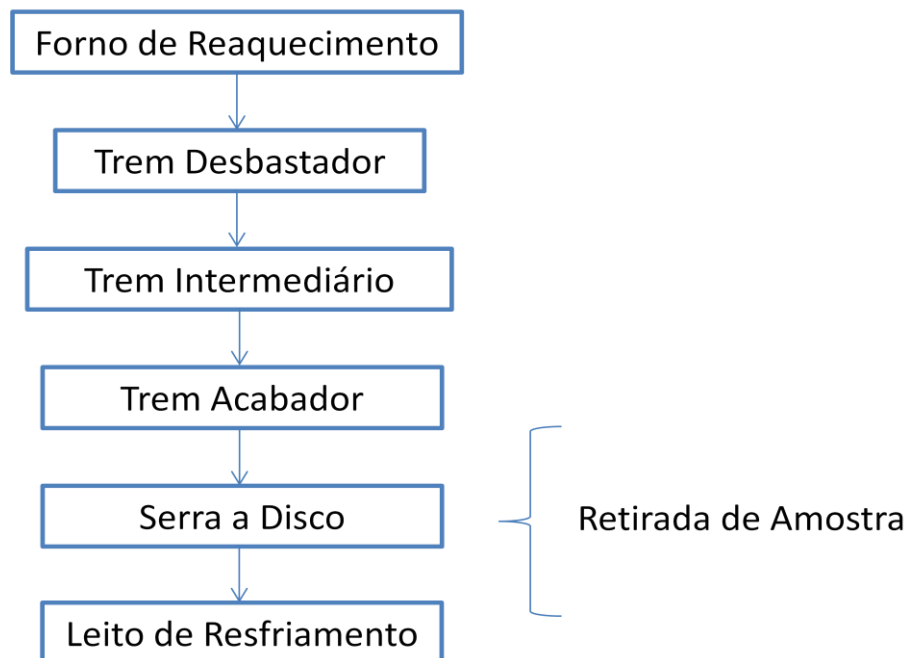 Forno de Reaquecimento
Trem Desbastador
Trem Intermediário
Trem Acabador
Serra a Disco
Retirada de Amostra
Leito de Resfriamento